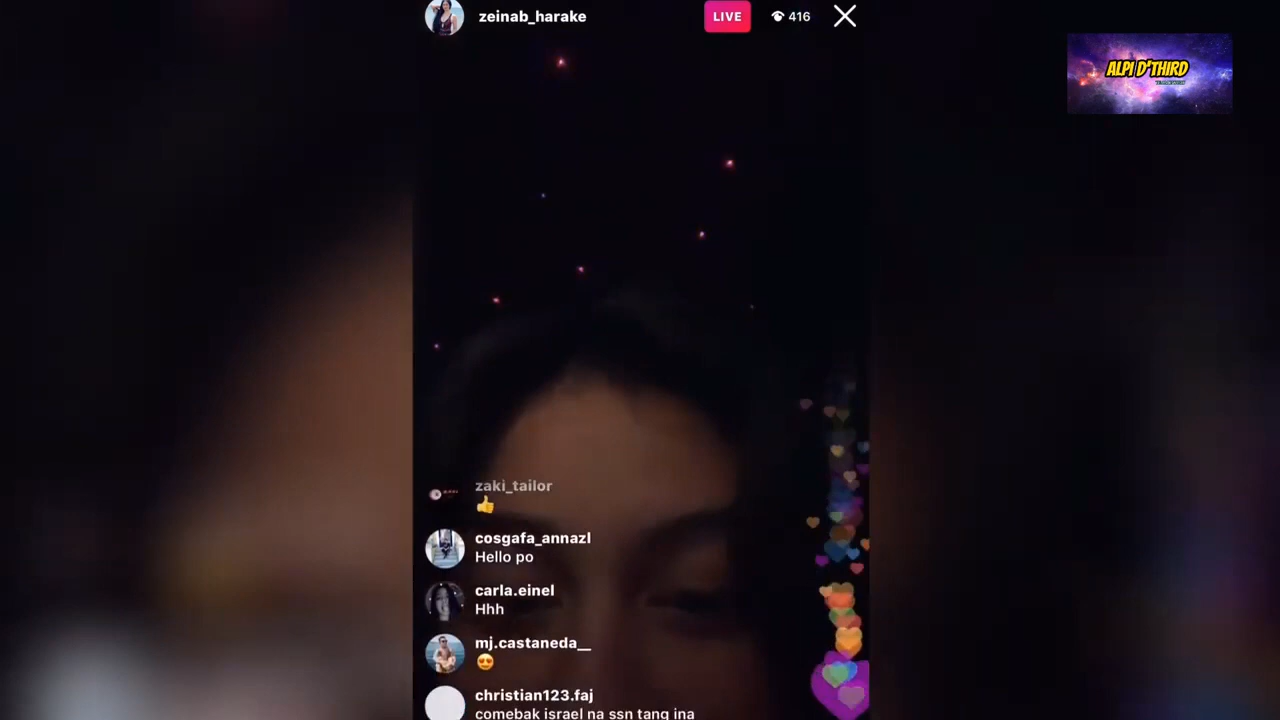 zeinab_harake
LIVE
416
ALPI D'THIRD
zaki_tailor
👍
cosgafa_annazl
Hello po
carla.einel
Hhh
mj.castaneda__
😍
christian123.faj
comebak israel na ssn tang ina